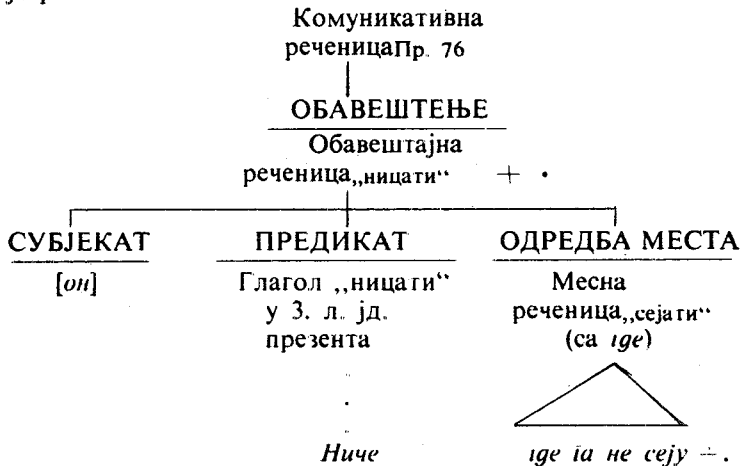 Комуникативна
реченицаПр. 76
ОБАВЕШТЕЊЕ
Обавештајна
реченица„ницати“ + .
СУБЈЕКАТ ПРЕДИКАТ ОДРЕДБА МЕСТА
[он] Глагол „ницати“ Месна
у 3. л. јд. реченица„сејати“
презента (са где)
Ниче где га не сеју + .